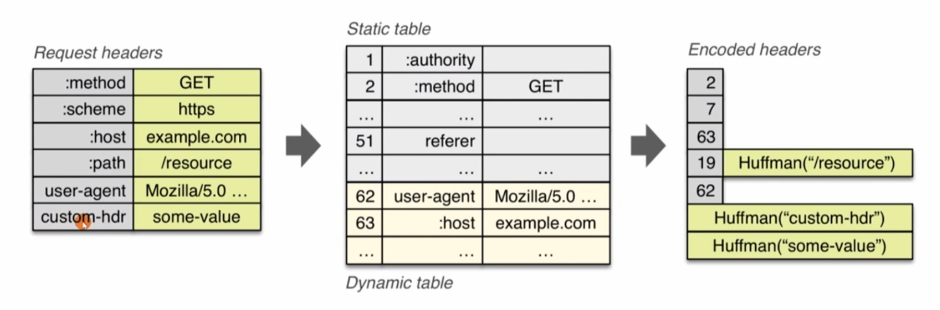 Static table
Request headers
Encoded headers
:method GET
:scheme https
:host example.com
:path /resource
user-agent Mozilla/5.0 ...
custom-hdr some-value
1 :authority
2 :method GET
... ... ...
51 referer
... ... ...
62 user-agent Mozilla/5.0 ...
63 :host example.com
... ... ...
Dynamic table
2
7
63
19 Huffman(“/resource”)
62
Huffman(“custom-hdr”)
Huffman(“some-value”)